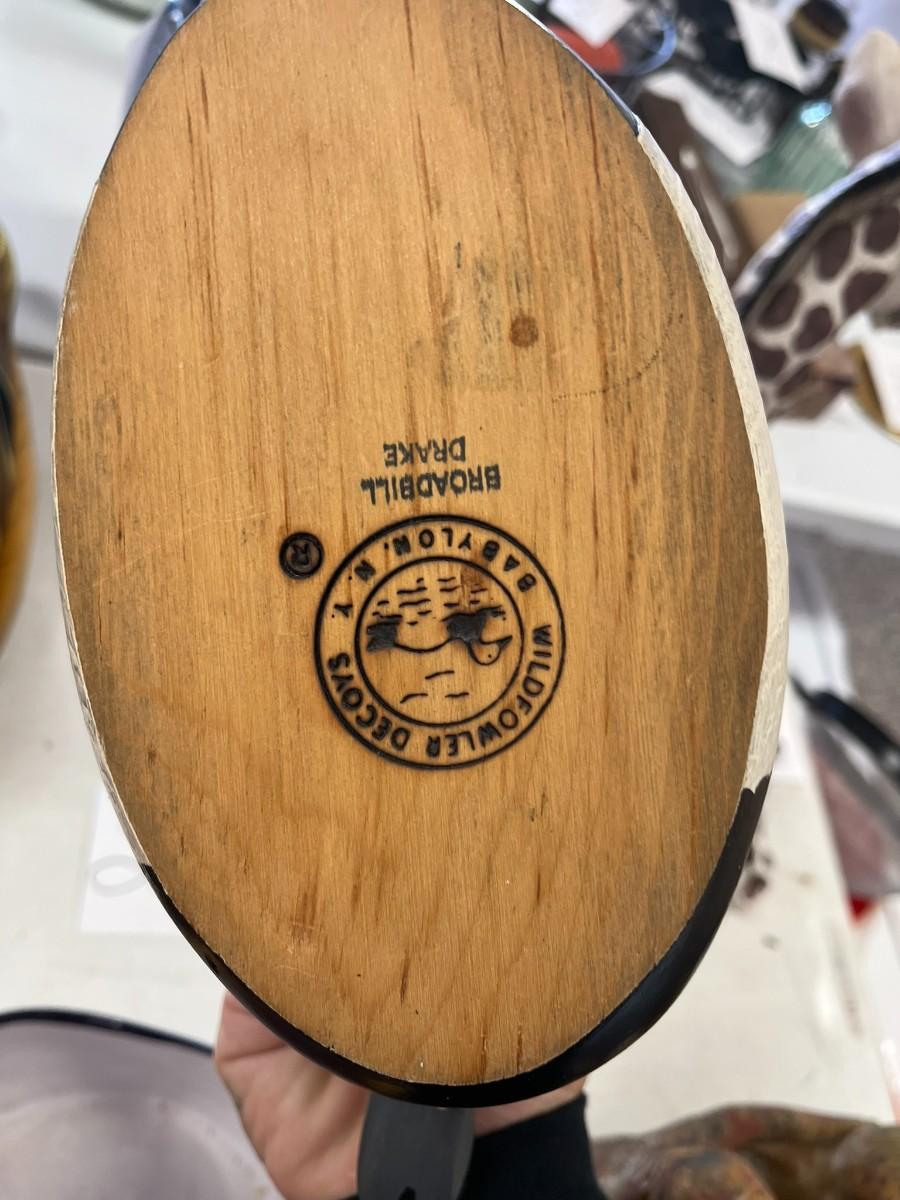 BROADBILL
DRAKE
WILDFOWLER DECOYS
BABYLON, N.Y.
®